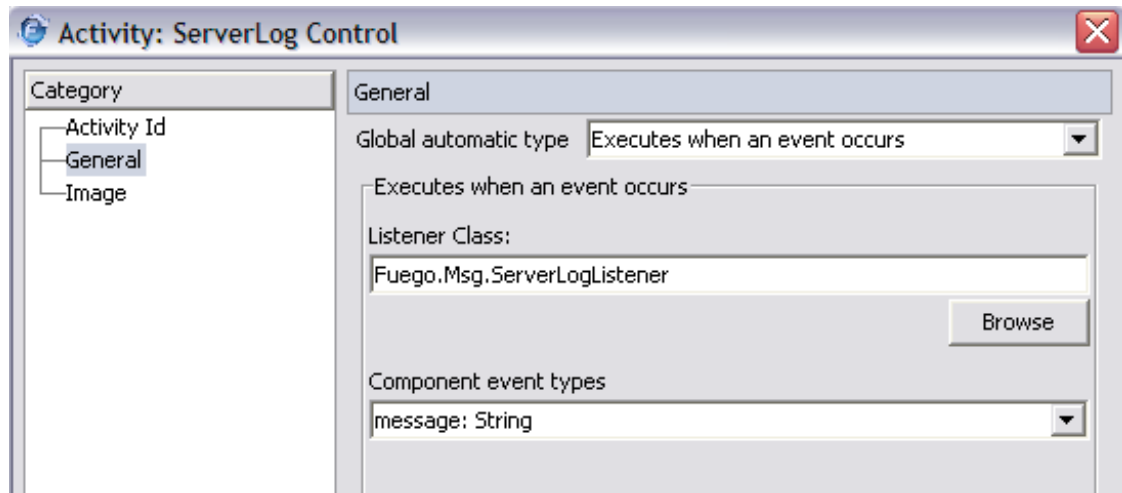 Activity: ServerLog Control
Category
Activity Id
General
Image
General
Global automatic type Executes when an event occurs
Executes when an event occurs
Listener Class:
Fuego.Msg.ServerLogListener
Browse
Component event types
message: String